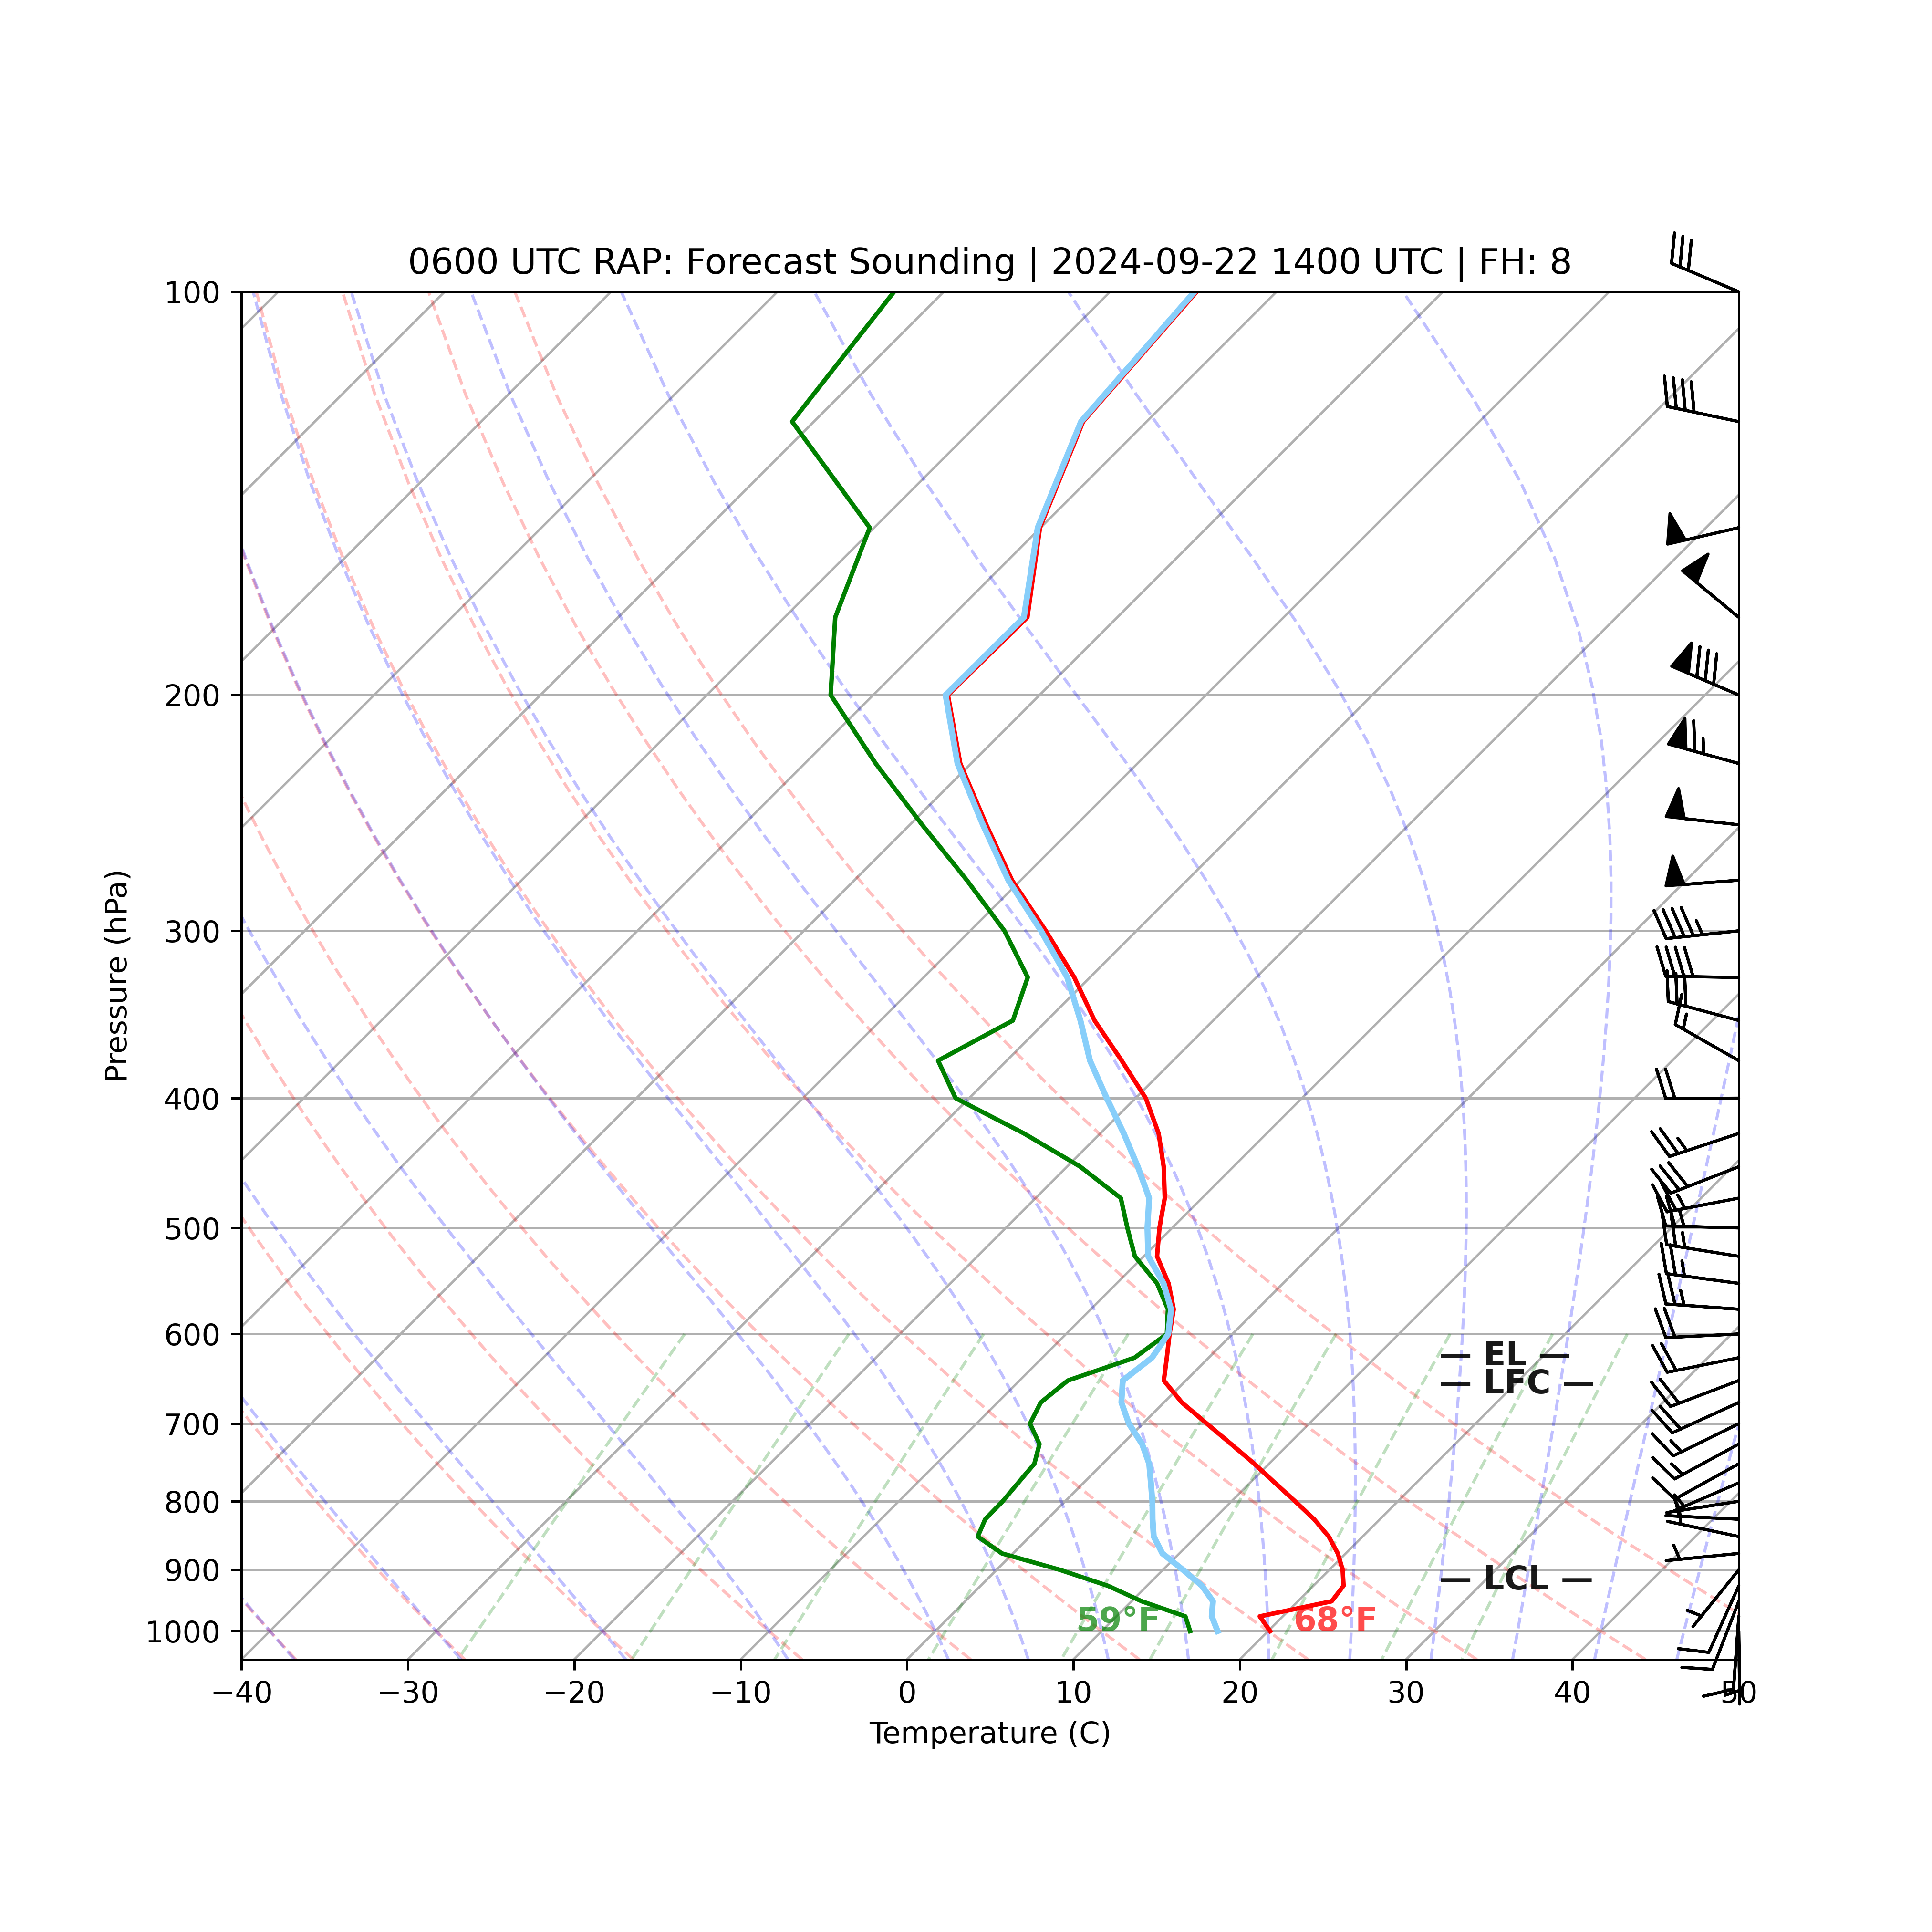 0600 UTC RAP: Forecast Sounding | 2024-09-22 1400 UTC | FH: 8
100
200
300
400
500
600
700
800
900
1000
Pressure (hPa)
— EL —
— LFC —
— LCL —
59°F
68°F
−40 −30 −20 −10 0 10 20 30 40 50
Temperature (C)